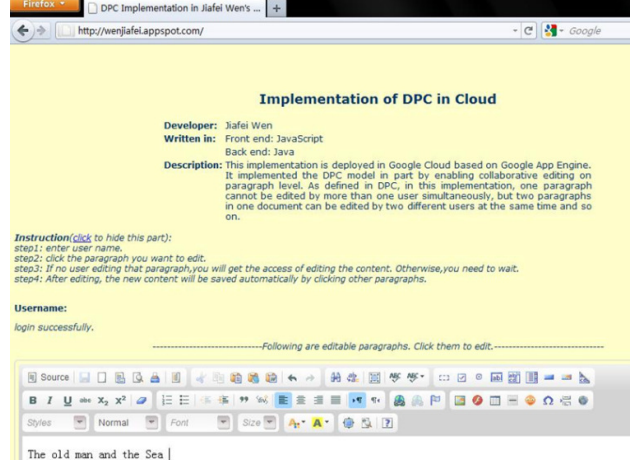 Firefox
DPC Implementation in Jiafei Wen's ...
http://wenjiafei.appspot.com/
Google
Implementation of DPC in Cloud
Developer: Jiafei Wen
Written in: Front end: JavaScript
Back end: Java
Description: This implementation is deployed in Google Cloud based on Google App Engine.
It implemented the DPC model in part by enabling collaborative editing on
paragraph level. As defined in DPC, in this implementation, one paragraph
cannot be edited by more than one user simultaneously, but two paragraphs
in one document can be edited by two different users at the same time and so
on.
Instruction(click to hide this part):
step1: enter user name.
step2: click the paragraph you want to edit.
step3: If no user editing that paragraph,you will get the access of editing the content. Otherwise,you need to wait.
step4: After editing, the new content will be saved automatically by clicking other paragraphs.
Username:
login successfully.
------------------------------Following are editable paragraphs. Click them to edit.------------------------------
Source
B I U abc X2 X2
Styles Normal Font Size A A
The old man and the Sea